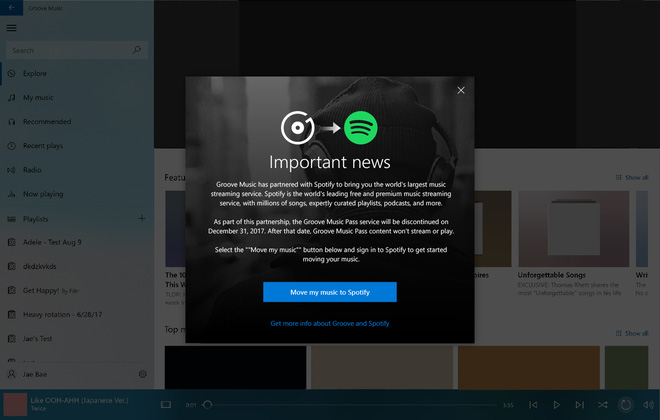 Groove Music
Search
Explore
My music
Recommended
Recent plays
Radio
Now playing
Playlists
Adele - Test Aug 9
dkdzkvkds
Get Happy! By Filtr
Heavy rotation - 6/28/17
Jae's Test
Jae Bee
Important news
Groove Music has partnered with Spotify to bring you the world's largest music
streaming service. Spotify is the world's leading free and premium music streaming
service, with millions of songs, expertly curated playlists, podcasts, and more.
As part of this partnership, the Groove Music Pass service will be discontinued on
December 31, 2017. After that date, Groove Music Pass content won't stream or play.
Select the ""Move my music"" button below and sign in to Spotify to get started
moving your music.
Move my music to Spotify
Get more info about Groove and Spotify
Featu
Show all
The 10
This V
TLDR:
ires
Unforgettable Songs
EXCLUSIVE: Thomas Rhett shares the
most "Unforgettable" songs in his life
Writ
Top m
Show all
Like OOH-AHH (Japanese Ver.)
Twice
0:01
3:35